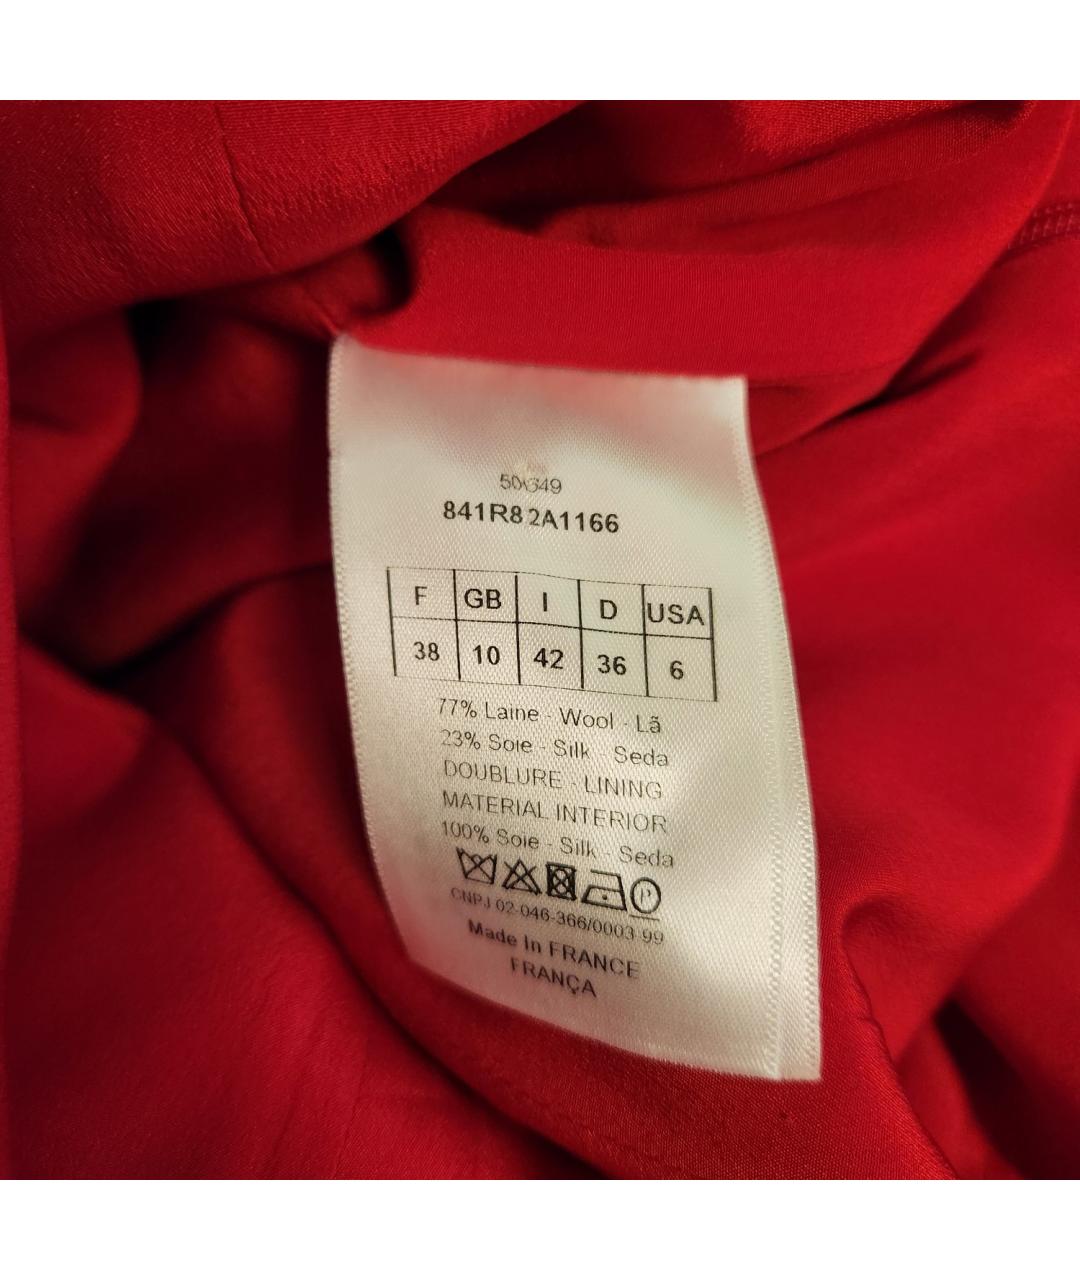 50649
841R82A1166
F GB I D USA
38 10 42 36 6
77% Laine - Wool - Lã
23% Soie - Silk - Seda
DOUBLURE - LINING
MATERIAL INTERIOR
100% Soie - Silk - Seda
P
CNPJ 02-046-366/0003-99
Made In FRANCE
FRANÇA